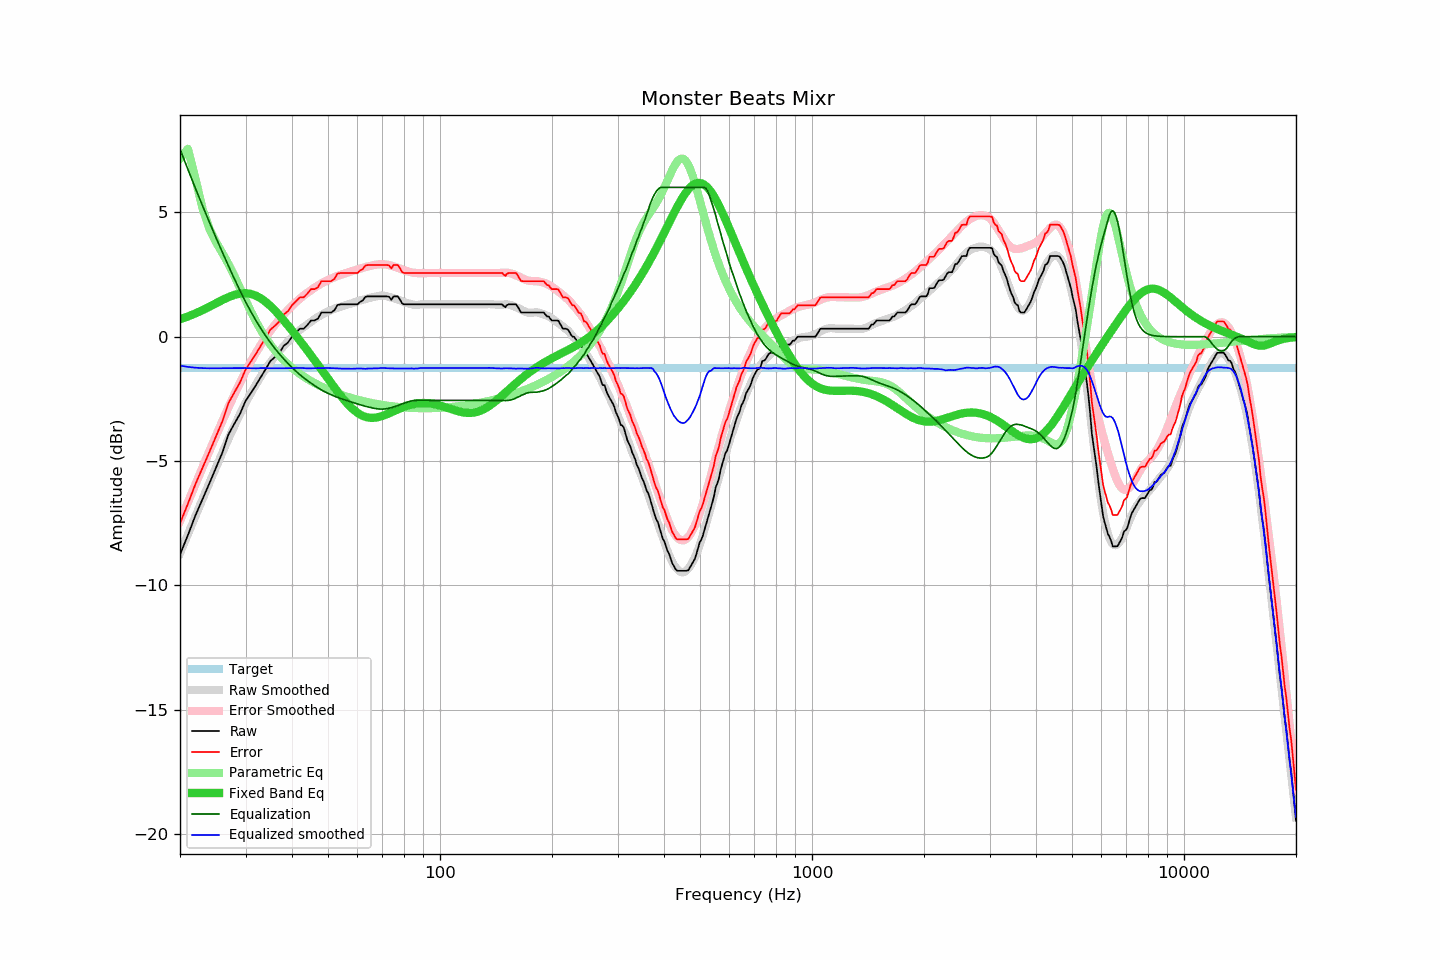 Monster Beats Mixr
Amplitude (dBr)
5
0
−5
−10
−15
−20
Target
Raw Smoothed
Error Smoothed
Raw
Error
Parametric Eq
Fixed Band Eq
Equalization
Equalized smoothed
100
1000
10000
Frequency (Hz)